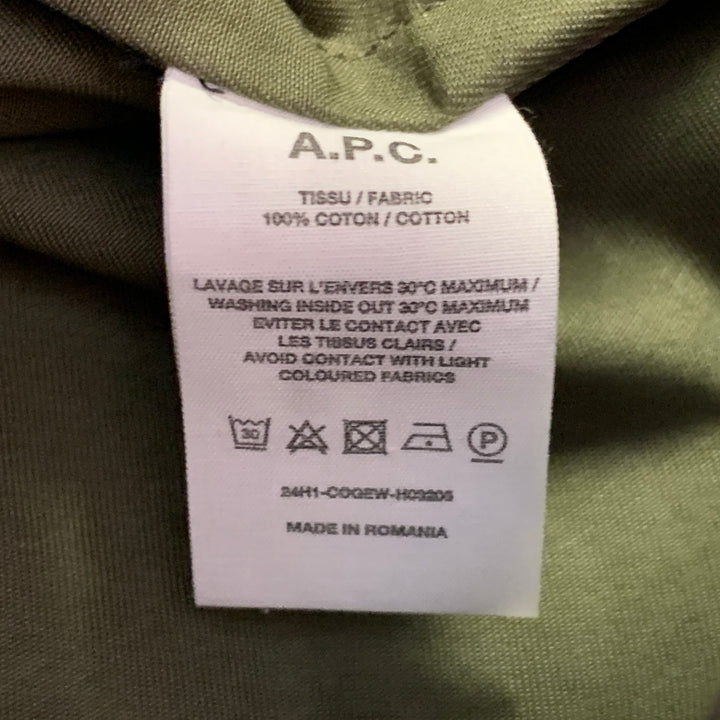 A.P.C.
TISSU / FABRIC
100% COTON / COTTON
LAVAGE SUR L'ENVERS 30°C MAXIMUM /
WASHING INSIDE OUT 30°C MAXIMUM
EVITER LE CONTACT AVEC
LES TISSUS CLAIRS /
AVOID CONTACT WITH LIGHT
COLOURED FABRICS
30 P
24H1-COGEW-H03205
MADE IN ROMANIA